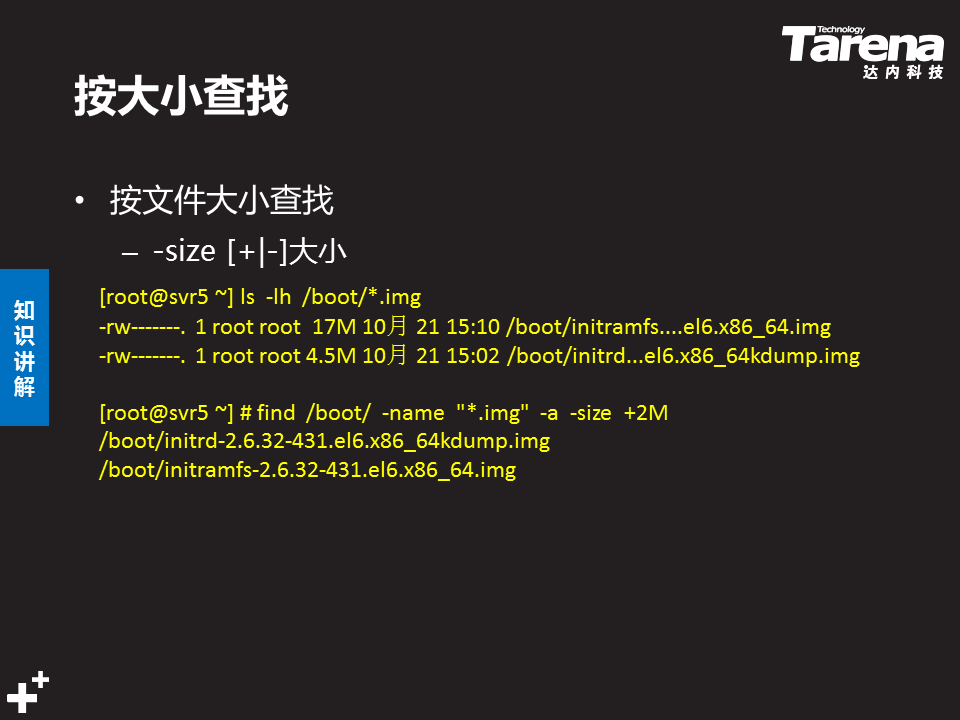 Technology
Tarena
达内科技
按大小查找
• 按文件大小查找
– -size [+|-]大小
知识讲解
[root@svr5 ~] ls -lh /boot/*.img
-rw-------. 1 root root 17M 10月 21 15:10 /boot/initramfs....el6.x86_64.img
-rw-------. 1 root root 4.5M 10月 21 15:02 /boot/initrd...el6.x86_64kdump.img
[root@svr5 ~] # find /boot/ -name "*.img" -a -size +2M
/boot/initrd-2.6.32-431.el6.x86_64kdump.img
/boot/initramfs-2.6.32-431.el6.x86_64.img